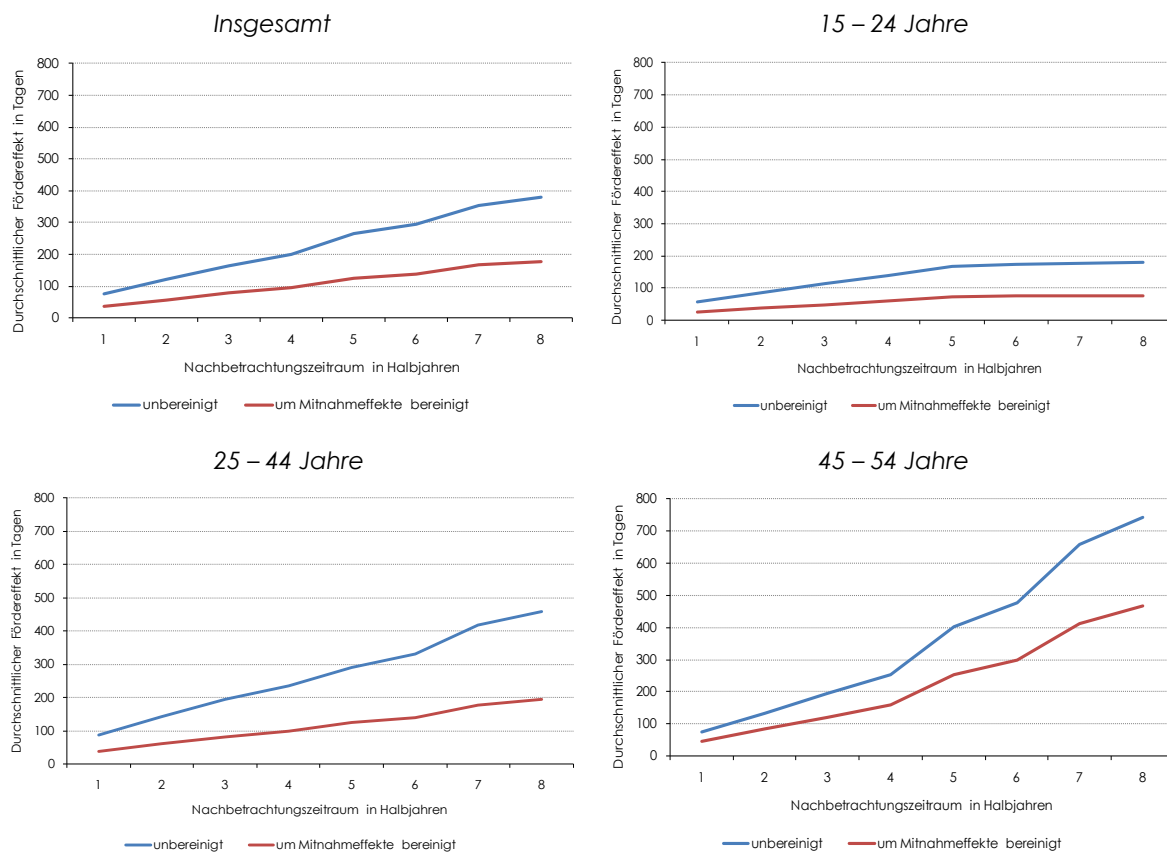 Insgesamt
Durchschnittlicher Fördereffekt in Tagen
800
700
600
500
400
300
200
100
0
1 2 3 4 5 6 7 8
Nachbetrachtungszeitraum in Halbjahren
unbereinigt um Mitnahmeffekte bereinigt
15 – 24 Jahre
Durchschnittlicher Fördereffekt in Tagen
800
700
600
500
400
300
200
100
0
1 2 3 4 5 6 7 8
Nachbetrachtungszeitraum in Halbjahren
unbereinigt um Mitnahmeffekte bereinigt
25 – 44 Jahre
Durchschnittlicher Fördereffekt in Tagen
800
700
600
500
400
300
200
100
0
1 2 3 4 5 6 7 8
Nachbetrachtungszeitraum in Halbjahren
unbereinigt um Mitnahmeffekte bereinigt
45 – 54 Jahre
Durchschnittlicher Fördereffekt in Tagen
800
700
600
500
400
300
200
100
0
1 2 3 4 5 6 7 8
Nachbetrachtungszeitraum in Halbjahren
unbereinigt um Mitnahmeffekte bereinigt